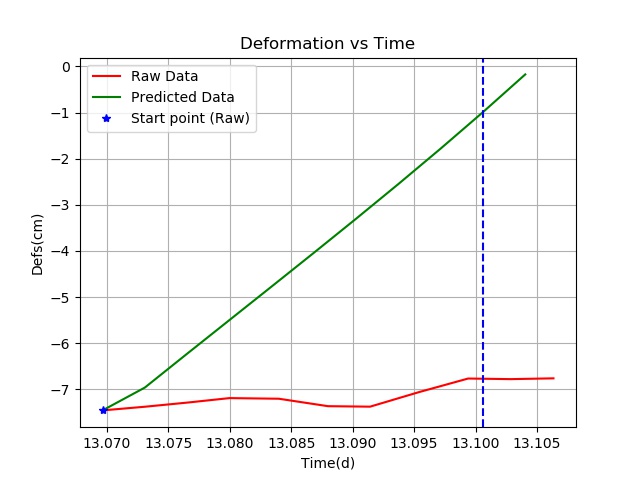 Deformation vs Time
Raw Data
Predicted Data
Start point (Raw)
Defs(cm)
0
−1
−2
−3
−4
−5
−6
−7
13.070 13.075 13.080 13.085 13.090 13.095 13.100 13.105
Time(d)